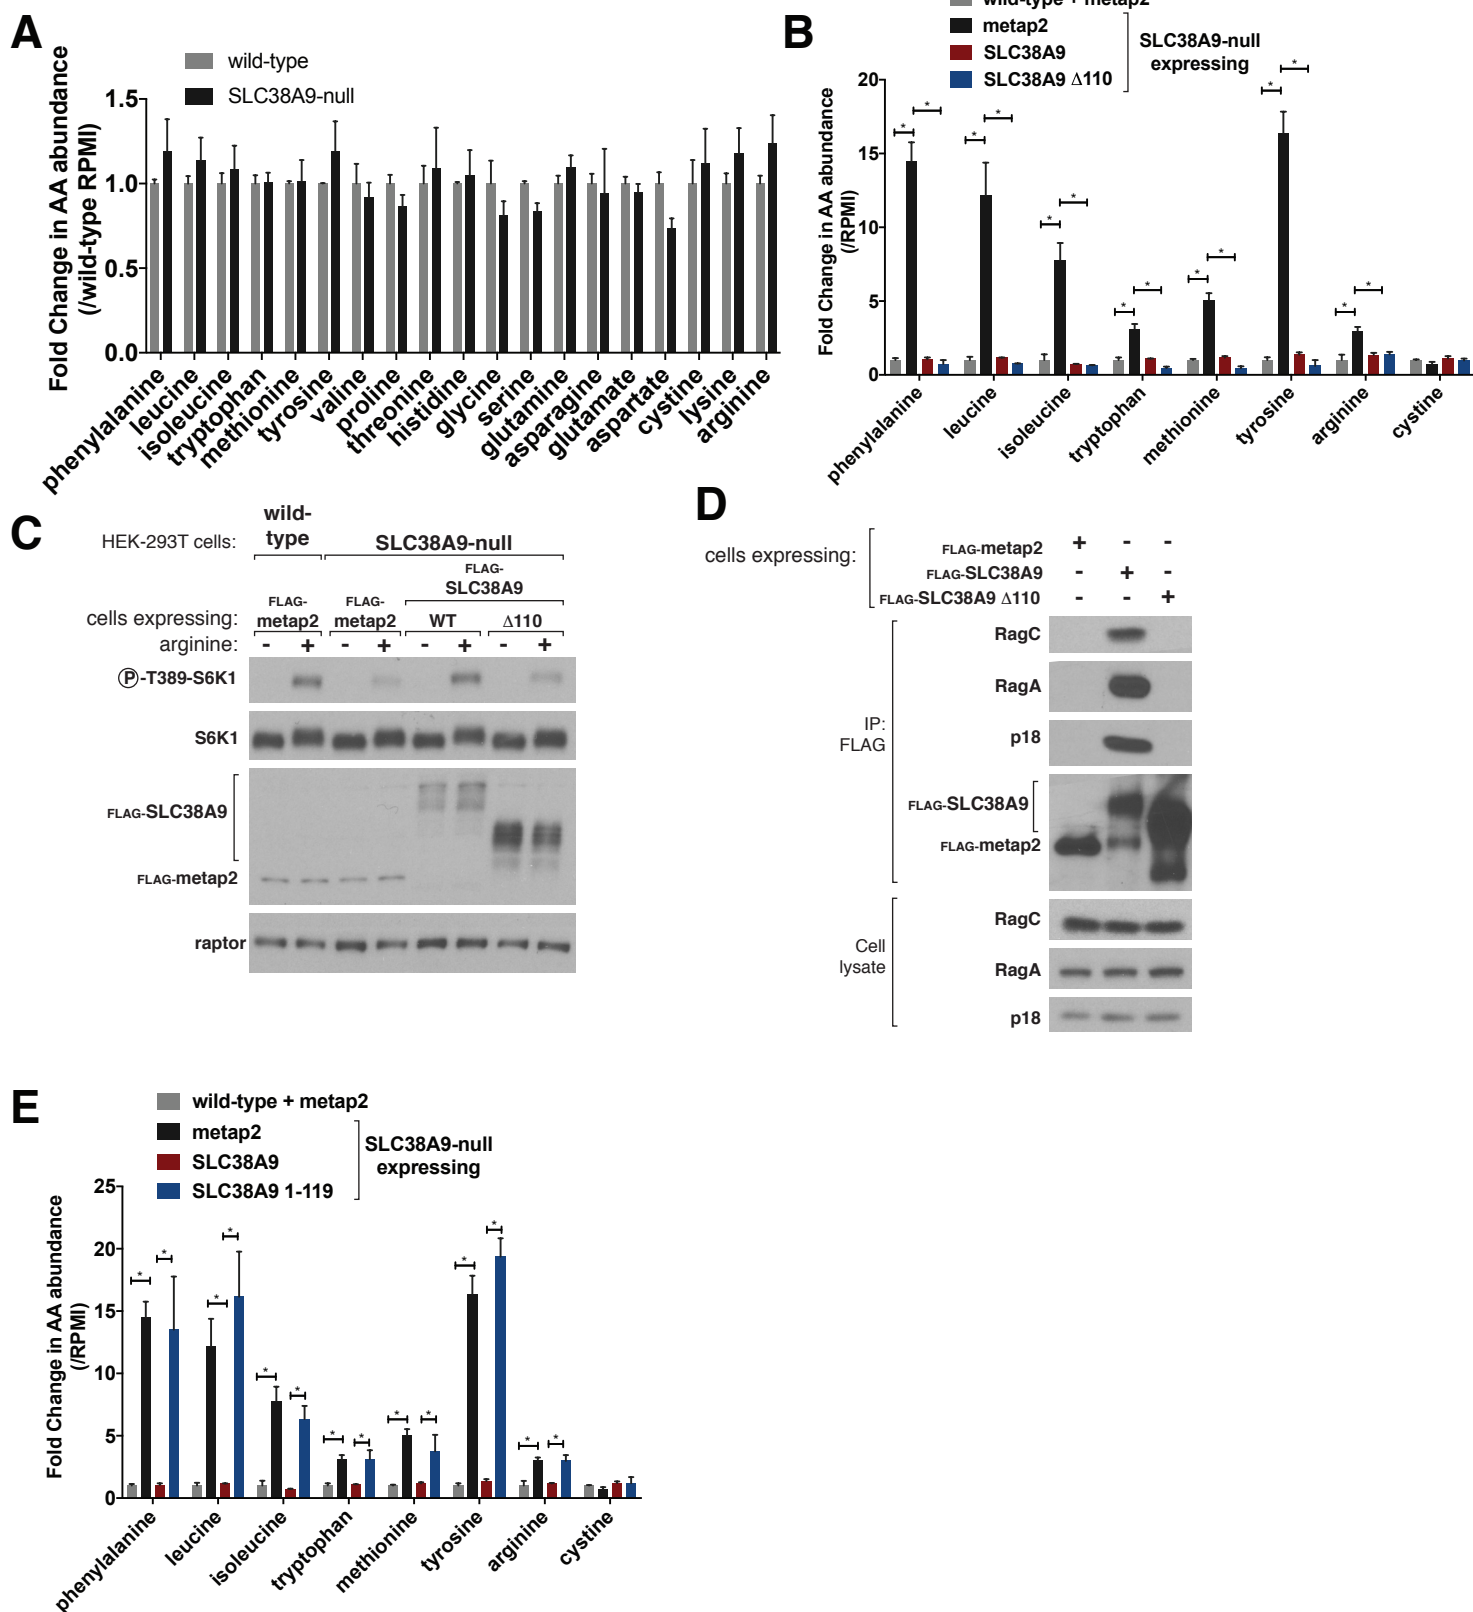 A
wild-type
SLC38A9-null
Fold Change in AA abundance
(/wild-type RPMI)
1.5
1.0
0.5
0.0
phenylalanine
leucine
isoleucine
tryptophan
methionine
tyrosine
valine
proline
threonine
histidine
glycine
serine
glutamine
asparagine
glutamate
aspartate
cystine
lysine
arginine
B
wild-type + metap2
metap2
SLC38A9
SLC38A9 Δ110
SLC38A9-null
expressing
Fold Change in AA abundance
(/RPMI)
20
15
10
5
0
* *
* *
* *
* *
* *
* *
* *
phenylalanine
leucine
isoleucine
tryptophan
methionine
tyrosine
arginine
cystine
C
HEK-293T cells:
wild-
type
SLC38A9-null
FLAG-
SLC38A9
cells expressing:
FLAG-
metap2
FLAG-
metap2
WT
Δ110
arginine:
- + - + - + - +
Ⓟ-T389-S6K1
S6K1
FLAG-SLC38A9
FLAG-metap2
raptor
D
cells expressing:
FLAG-metap2 + - -
FLAG-SLC38A9 - + -
FLAG-SLC38A9 Δ110 - - +
IP:
FLAG
RagC
RagA
p18
FLAG-SLC38A9
FLAG-metap2
Cell
lysate
RagC
RagA
p18
E
wild-type + metap2
metap2
SLC38A9
SLC38A9 1-119
SLC38A9-null
expressing
Fold Change in AA abundance
(/RPMI)
25
20
15
10
5
0
* *
* *
* *
* *
* *
* *
* *
phenylalanine
leucine
isoleucine
tryptophan
methionine
tyrosine
arginine
cystine